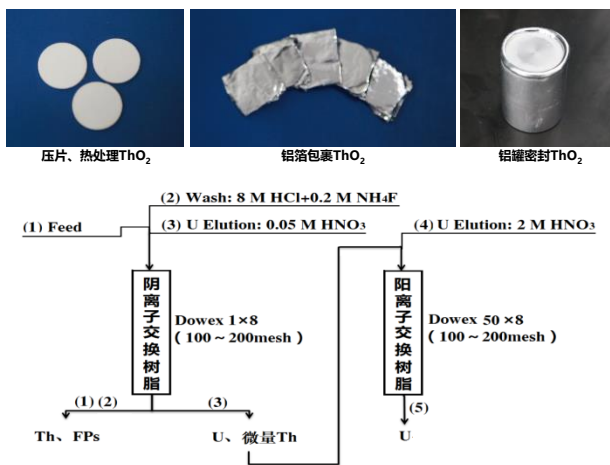 压片、热处理ThO₂
铝箔包裹ThO₂
铝罐密封ThO₂
(2) Wash: 8 M HCl+0.2 M NH₄F
(1) Feed
(3) U Elution: 0.05 M HNO₃
(4) U Elution: 2 M HNO₃
阴离子交换树脂
Dowex 1×8
(100~200mesh)
阳离子交换树脂
Dowex 50×8
(100~200mesh)
(1) (2)
(3)
(5)
Th、FPs
U、微量Th
U